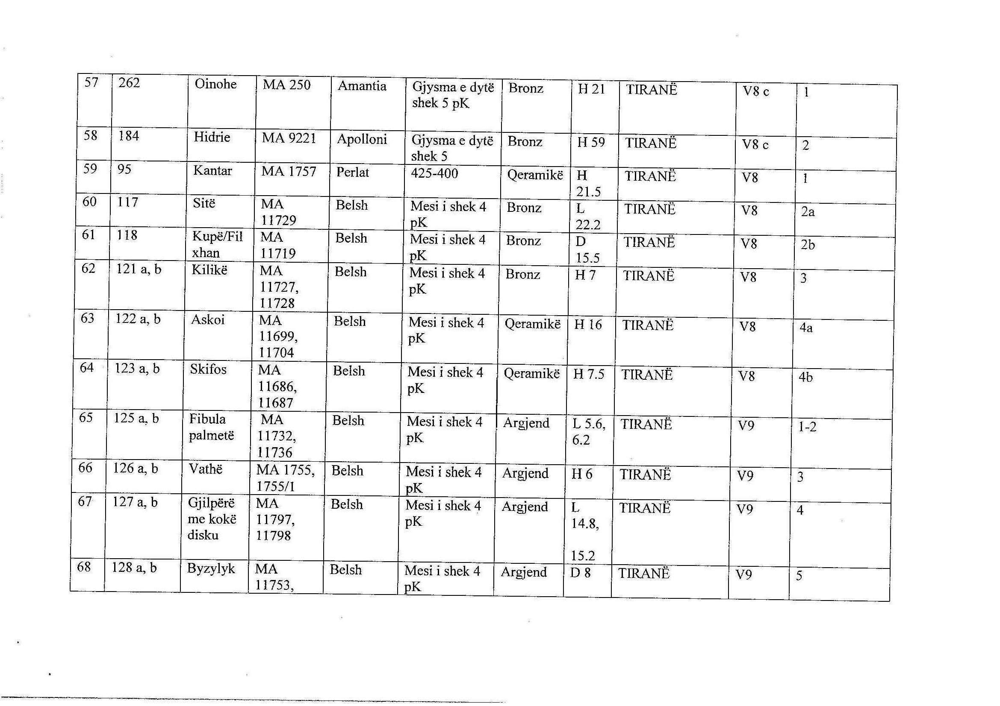 57 262 Oinohe MA 250 Amantia Gjysma e dytë Bronz H 21 TIRANË V8 c 1
shek 5 pK
58 184 Hidrie MA 9221 Apolloni Gjysma e dytë Bronz H 59 TIRANË V8 c 2
shek 5
59 95 Kantar MA 1757 Perlat 425-400 Qeramikë H TIRANË V8 1
21.5
60 117 Sitë MA Belsh Mesi i shek 4 Bronz L TIRANË V8 2a
11729 pK 22.2
61 118 Kupë/Fil MA Belsh Mesi i shek 4 Bronz D TIRANË V8 2b
xhan 11719 pK 15.5
62 121 a, b Kilikë MA Belsh Mesi i shek 4 Bronz H 7 TIRANË V8 3
11727, pK
11728
63 122 a, b Askoi MA Belsh Mesi i shek 4 Qeramikë H 16 TIRANË V8 4a
11699, pK
11704
64 123 a, b Skifos MA Belsh Mesi i shek 4 Qeramikë H 7.5 TIRANË V8 4b
11686, pK
11687
65 125 a, b Fibula MA Belsh Mesi i shek 4 Argjend L 5.6, TIRANË V9 1-2
palmetë 11732, pK 6.2
11736
66 126 a, b Vathë MA 1755, Belsh Mesi i shek 4 Argjend H 6 TIRANË V9 3
1755/1 pK
67 127 a, b Gjilpërë MA Belsh Mesi i shek 4 Argjend L TIRANË V9 4
me kokë 11797, pK 14.8,
disku 11798
15.2
68 128 a, b Byzylyk MA Belsh Mesi i shek 4 Argjend D 8 TIRANË V9 5
11753, pK